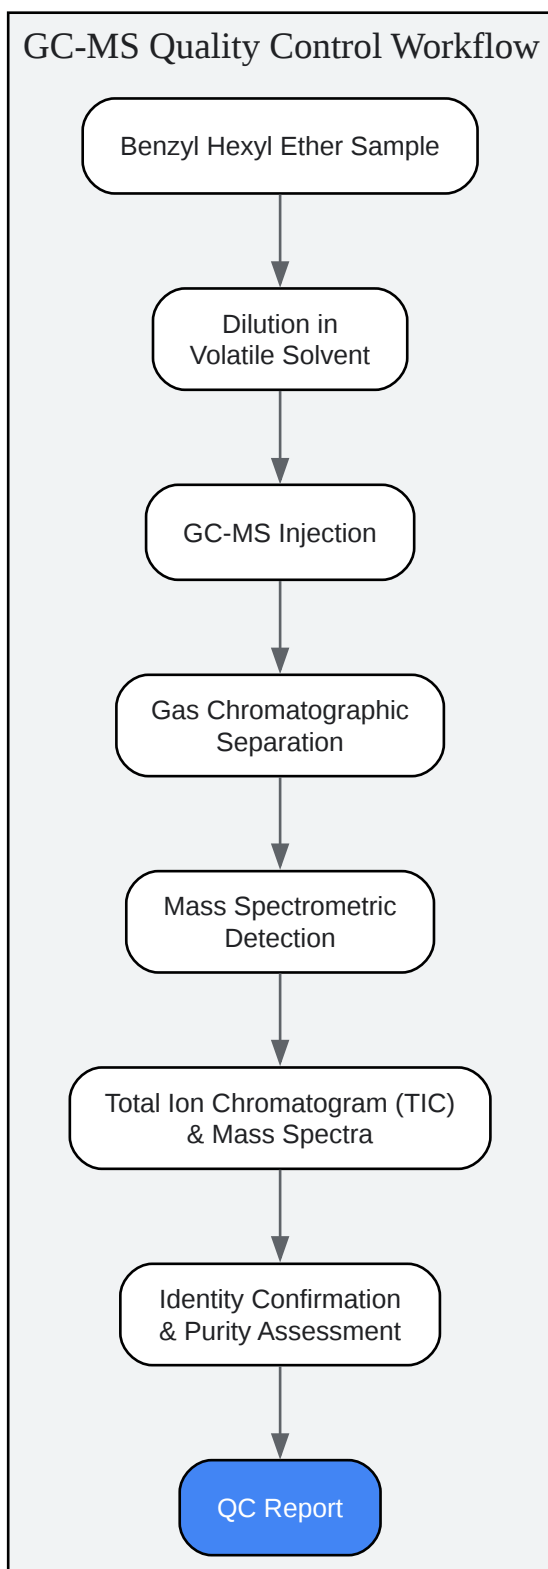 GC-MS Quality Control Workflow
Benzyl Hexyl Ether Sample
Dilution in
Volatile Solvent
GC-MS Injection
Gas Chromatographic
Separation
Mass Spectrometric
Detection
Total Ion Chromatogram (TIC)
& Mass Spectra
Identity Confirmation
& Purity Assessment
QC Report